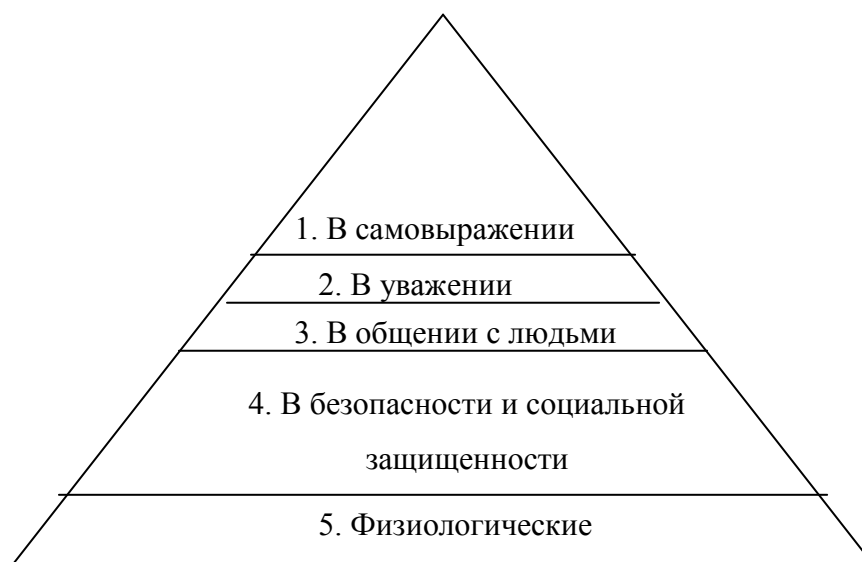 1. В самовыражении
2. В уважении
3. В общении с людьми
4. В безопасности и социальной
защищенности
5. Физиологические